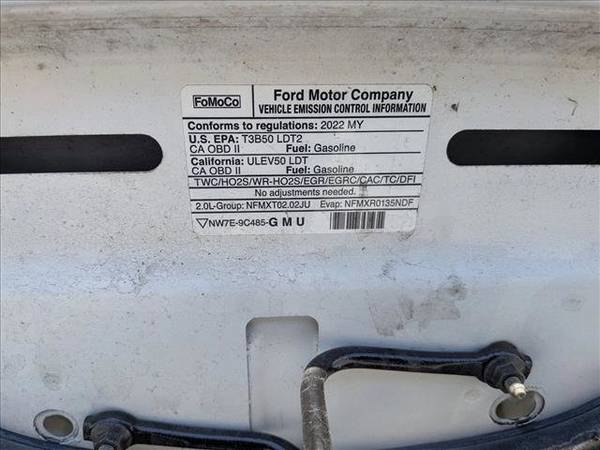 FoMoCo
Ford Motor Company
VEHICLE EMISSION CONTROL INFORMATION
Conforms to regulations: 2022 MY
U.S. EPA: T3B50 LDT2
CA OBD II Fuel: Gasoline
California: ULEV50 LDT
CA OBD II Fuel: Gasoline
TWC/HO2S/WR-HO2S/EGR/EGRC/CAC/TC/DFI
No adjustments needed.
2.0L-Group: NFMXT02.02JU Evap: NFMXR0135NDF
NW7E-9C485-GMU